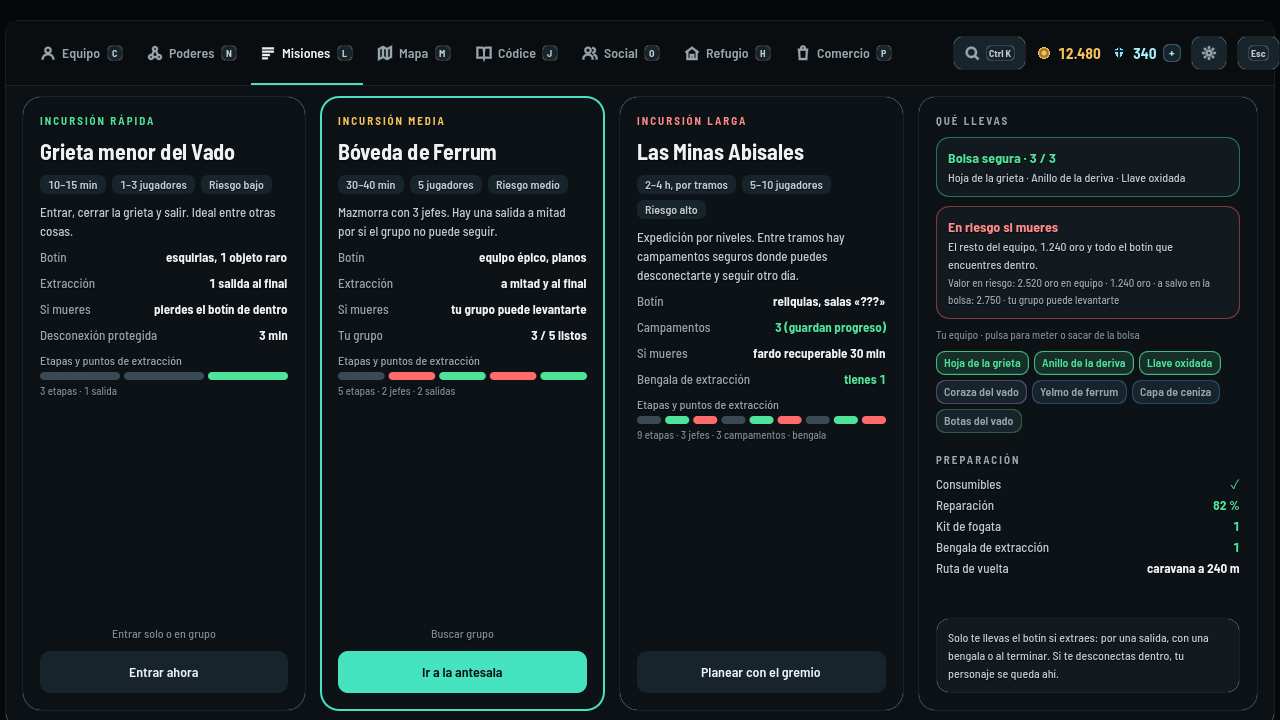 Equipo C Poderes N Misiones L Mapa M Códice J Social O Refugio H Comercio P Ctrl K 12.480 340 + Esc
INCURSIÓN RÁPIDA
Grieta menor del Vado
10–15 min 1–3 jugadores Riesgo bajo
Entrar, cerrar la grieta y salir. Ideal entre otras
cosas.
Botín esquirlas, 1 objeto raro
Extracción 1 salida al final
Si mueres pierdes el botín de dentro
Desconexión protegida 3 min
Etapas y puntos de extracción
3 etapas · 1 salida
Entrar solo o en grupo
Entrar ahora
INCURSIÓN MEDIA
Bóveda de Ferrum
30–40 min 5 jugadores Riesgo medio
Mazmorra con 3 jefes. Hay una salida a mitad
por si el grupo no puede seguir.
Botín equipo épico, planos
Extracción a mitad y al final
Si mueres tu grupo puede levantarte
Tu grupo 3 / 5 listos
Etapas y puntos de extracción
5 etapas · 2 jefes · 2 salidas
Buscar grupo
Ir a la antesala
INCURSIÓN LARGA
Las Minas Abisales
2–4 h, por tramos 5–10 jugadores
Riesgo alto
Expedición por niveles. Entre tramos hay
campamentos seguros donde puedes
desconectarte y seguir otro día.
Botín reliquias, salas «???»
Campamentos 3 (guardan progreso)
Si mueres fardo recuperable 30 min
Bengala de extracción tienes 1
Etapas y puntos de extracción
9 etapas · 3 jefes · 3 campamentos · bengala
Planear con el gremio
QUÉ LLEVAS
Bolsa segura · 3 / 3
Hoja de la grieta · Anillo de la deriva · Llave oxidada
En riesgo si mueres
El resto del equipo, 1.240 oro y todo el botín que
encuentres dentro.
Valor en riesgo: 2.520 oro en equipo · 1.240 oro · a salvo en la
bolsa: 2.750 · tu grupo puede levantarte
Tu equipo · pulsa para meter o sacar de la bolsa
Hoja de la grieta Anillo de la deriva Llave oxidada
Coraza del vado Yelmo de ferrum Capa de ceniza
Botas del vado
PREPARACIÓN
Consumibles ✓
Reparación 82 %
Kit de fogata 1
Bengala de extracción 1
Ruta de vuelta caravana a 240 m
Solo te llevas el botín si extraes: por una salida, con una
bengala o al terminar. Si te desconectas dentro, tu
personaje se queda ahí.